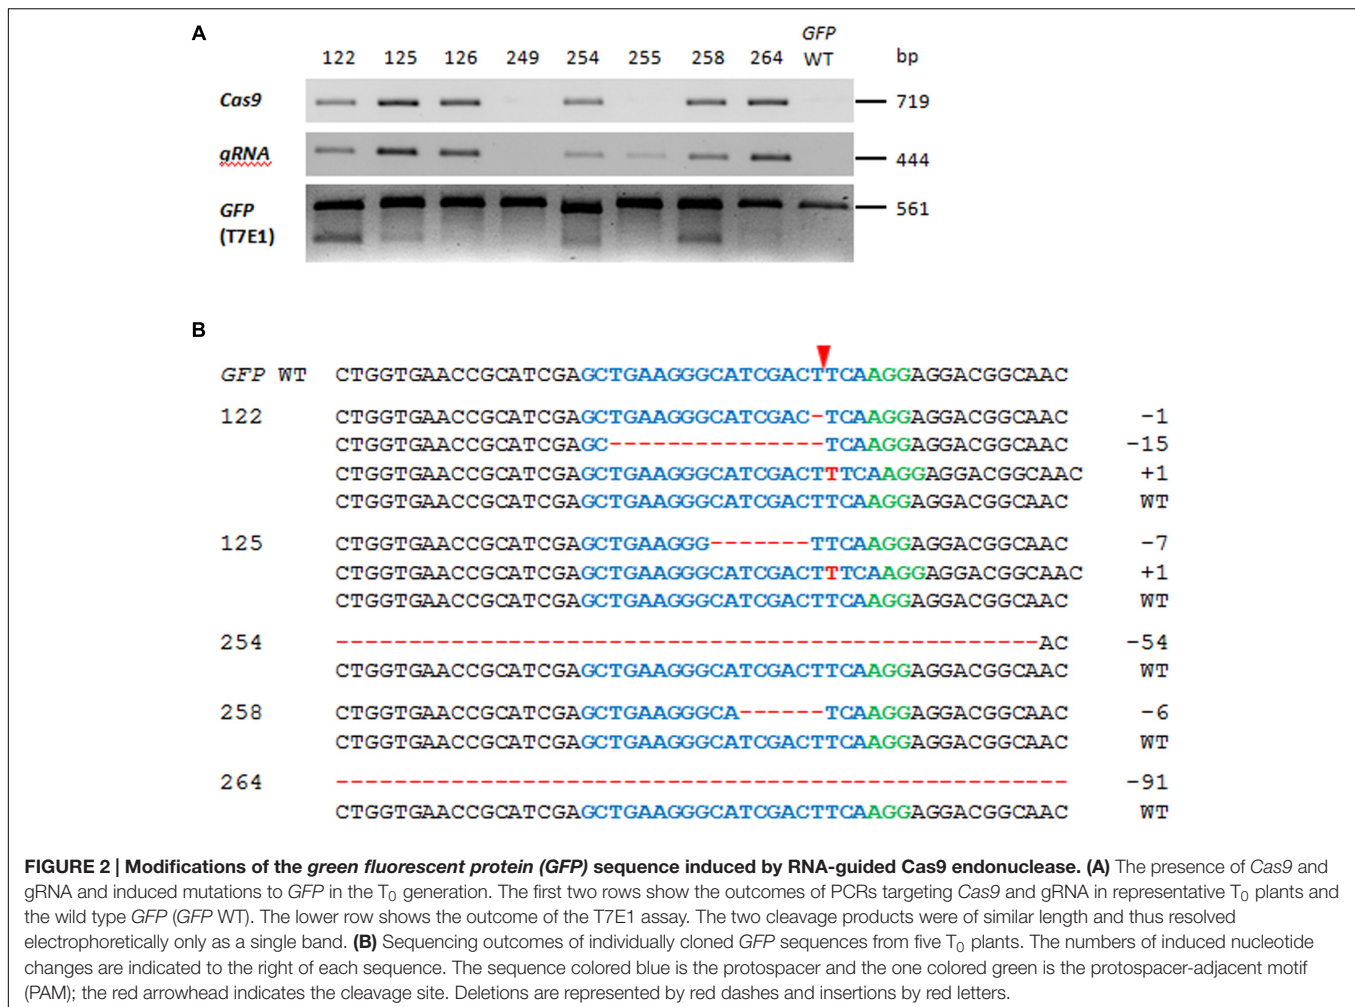 A
122 125 126 249 254 255 258 264 GFP WT bp
Cas9 719
gRNA 444
GFP (T7E1) 561
B
GFP WT CTGGTGAACCGCATCGAGCTGAAGGGCATCGACTTCAAGGAGGACGGCAAC
122 CTGGTGAACCGCATCGAGCTGAAGGGCATCGAC-TCAAGGAGGACGGCAAC -1
CTGGTGAACCGCATCGAGC---------------TCAAGGAGGACGGCAAC -15
CTGGTGAACCGCATCGAGCTGAAGGGCATCGACTTTCAAGGAGGACGGCAAC +1
CTGGTGAACCGCATCGAGCTGAAGGGCATCGACTTCAAGGAGGACGGCAAC WT
125 CTGGTGAACCGCATCGAGCTGAAGGG-------TTCAAGGAGGACGGCAAC -7
CTGGTGAACCGCATCGAGCTGAAGGGCATCGACTTTCAAGGAGGACGGCAAC +1
CTGGTGAACCGCATCGAGCTGAAGGGCATCGACTTCAAGGAGGACGGCAAC WT
254 -------------------------------------------------AC -54
CTGGTGAACCGCATCGAGCTGAAGGGCATCGACTTCAAGGAGGACGGCAAC WT
258 CTGGTGAACCGCATCGAGCTGAAGGGCA------TCAAGGAGGACGGCAAC -6
CTGGTGAACCGCATCGAGCTGAAGGGCATCGACTTCAAGGAGGACGGCAAC WT
264 --------------------------------------------------- -91
CTGGTGAACCGCATCGAGCTGAAGGGCATCGACTTCAAGGAGGACGGCAAC WT
FIGURE 2 | Modifications of the green fluorescent protein (GFP) sequence induced by RNA-guided Cas9 endonuclease. (A) The presence of Cas9 and
gRNA and induced mutations to GFP in the T0 generation. The first two rows show the outcomes of PCRs targeting Cas9 and gRNA in representative T0 plants and
the wild type GFP (GFP WT). The lower row shows the outcome of the T7E1 assay. The two cleavage products were of similar length and thus resolved
electrophoretically only as a single band. (B) Sequencing outcomes of individually cloned GFP sequences from five T0 plants. The numbers of induced nucleotide
changes are indicated to the right of each sequence. The sequence colored blue is the protospacer and the one colored green is the protospacer-adjacent motif
(PAM); the red arrowhead indicates the cleavage site. Deletions are represented by red dashes and insertions by red letters.